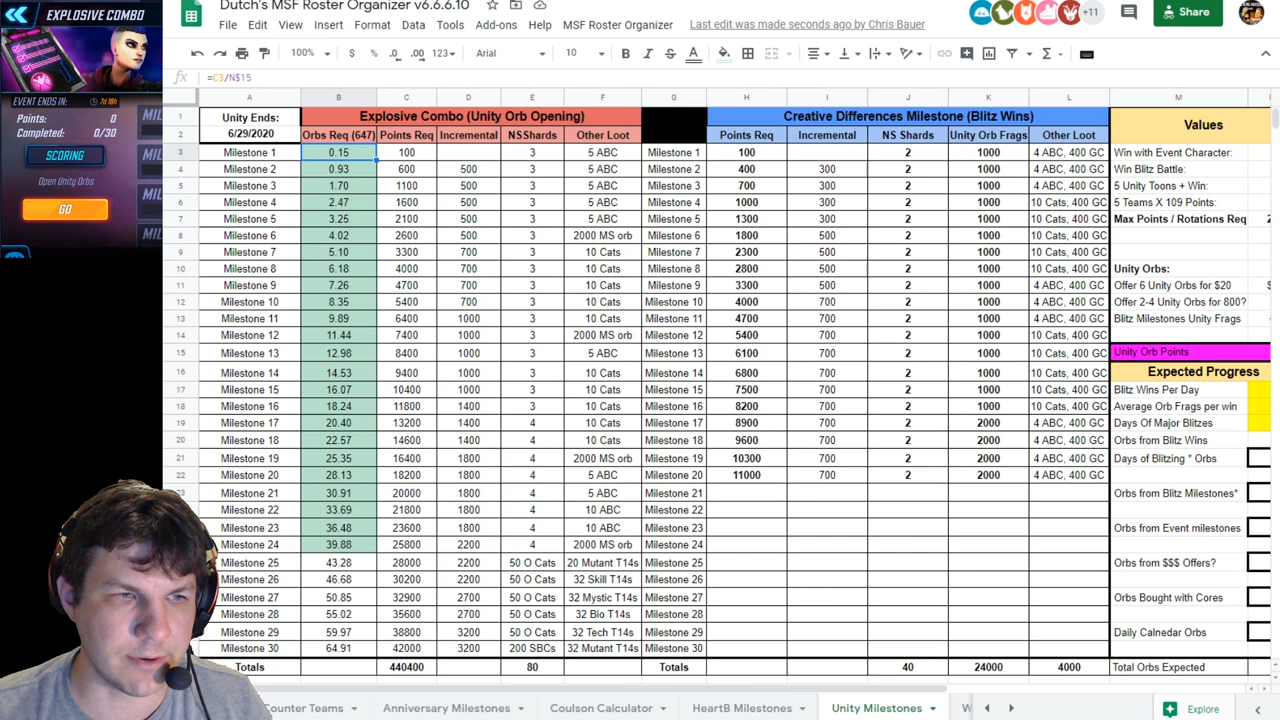 EXPLOSIVE COMBO
EVENT ENDS IN: 7d 18h
Points: 0
Completed: 0/30
SCORING
Open Unity Orbs
GO
Dutch's MSF Roster Organizer v6.6.6.10
File Edit View Insert Format Data Tools Add-ons Help MSF Roster Organizer Last edit was made seconds ago by Chris Bauer
+11
Share
100% $ % .0 .00 123 Arial 10 B I S A
fx =C3/N$15
A B C D E F G H I J K L M
1 Unity Ends: Explosive Combo (Unity Orb Opening) Creative Differences Milestone (Blitz Wins) Values
2 6/29/2020 Orbs Req (647) Points Req Incremental NSShards Other Loot Points Req Incremental NS Shards Unity Orb Frags Other Loot
3 Milestone 1 0.15 100 3 5 ABC Milestone 1 100 2 1000 4 ABC, 400 GC Win with Event Character:
4 Milestone 2 0.93 600 500 3 5 ABC Milestone 2 400 300 2 1000 4 ABC, 400 GC Win Blitz Battle:
5 Milestone 3 1.70 1100 500 3 5 ABC Milestone 3 700 300 2 1000 4 ABC, 400 GC 5 Unity Toons + Win:
6 Milestone 4 2.47 1600 500 3 5 ABC Milestone 4 1000 300 2 1000 10 Cats, 400 GC 5 Teams X 109 Points:
7 Milestone 5 3.25 2100 500 3 5 ABC Milestone 5 1300 300 2 1000 10 Cats, 400 GC Max Points / Rotations Req
8 Milestone 6 4.02 2600 500 3 2000 MS orb Milestone 6 1800 500 2 1000 10 Cats, 400 GC
9 Milestone 7 5.10 3300 700 3 10 Cats Milestone 7 2300 500 2 1000 10 Cats, 400 GC
10 Milestone 8 6.18 4000 700 3 10 Cats Milestone 8 2800 500 2 1000 10 Cats, 400 GC Unity Orbs:
11 Milestone 9 7.26 4700 700 3 10 Cats Milestone 9 3300 500 2 1000 10 Cats, 400 GC Offer 6 Unity Orbs for $20
12 Milestone 10 8.35 5400 700 3 10 Cats Milestone 10 4000 700 2 1000 10 Cats, 400 GC Offer 2-4 Unity Orbs for 800?
13 Milestone 11 9.89 6400 1000 3 10 Cats Milestone 11 4700 700 2 1000 10 Cats, 400 GC Blitz Milestones Unity Frags
14 Milestone 12 11.44 7400 1000 3 2000 MS orb Milestone 12 5400 700 2 1000 10 Cats, 400 GC
15 Milestone 13 12.98 8400 1000 3 5 ABC Milestone 13 6100 700 2 1000 10 Cats, 400 GC Unity Orb Points
16 Milestone 14 14.53 9400 1000 3 10 Cats Milestone 14 6800 700 2 1000 10 Cats, 400 GC Expected Progress
17 Milestone 15 16.07 10400 1000 3 10 Cats Milestone 15 7500 700 2 1000 10 Cats, 400 GC Blitz Wins Per Day
18 Milestone 16 18.24 11800 1400 3 10 Cats Milestone 16 8200 700 2 1000 10 Cats, 400 GC Average Orb Frags per win
19 Milestone 17 20.40 13200 1400 4 10 Cats Milestone 17 8900 700 2 2000 4 ABC, 400 GC Days Of Major Blitzes
20 Milestone 18 22.57 14600 1400 4 10 Cats Milestone 18 9600 700 2 2000 4 ABC, 400 GC Orbs from Blitz Wins
21 Milestone 19 25.35 16400 1800 4 2000 MS orb Milestone 19 10300 700 2 2000 4 ABC, 400 GC Days of Blitzing * Orbs
22 Milestone 20 28.13 18200 1800 4 5 ABC Milestone 20 11000 700 2 2000 4 ABC, 400 GC
Milestone 21 30.91 20000 1800 4 5 ABC Milestone 21 Orbs from Blitz Milestones*
Milestone 22 33.69 21800 1800 4 10 ABC Milestone 22
Milestone 23 36.48 23600 1800 4 10 ABC Milestone 23 Orbs from Event milestones
Milestone 24 39.88 25800 2200 4 2000 MS orb Milestone 24
Milestone 25 43.28 28000 2200 50 O Cats 20 Mutant T14s Milestone 25 Orbs from $$$ Offers?
Milestone 26 46.68 30200 2200 50 O Cats 32 Skill T14s Milestone 26
Milestone 27 50.85 32900 2700 50 O Cats 32 Mystic T14s Milestone 27 Orbs Bought with Cores
Milestone 28 55.02 35600 2700 50 O Cats 32 Bio T14s Milestone 28
Milestone 29 59.97 38800 3200 50 O Cats 32 Tech T14s Milestone 29 Daily Calnedar Orbs
Milestone 30 64.91 42000 3200 200 SBCs 32 Mutant T14s Milestone 30
Totals 440400 80 Totals 40 24000 4000 Total Orbs Expected
Counter Teams Anniversary Milestones Coulson Calculator HeartB Milestones Unity Milestones Explore